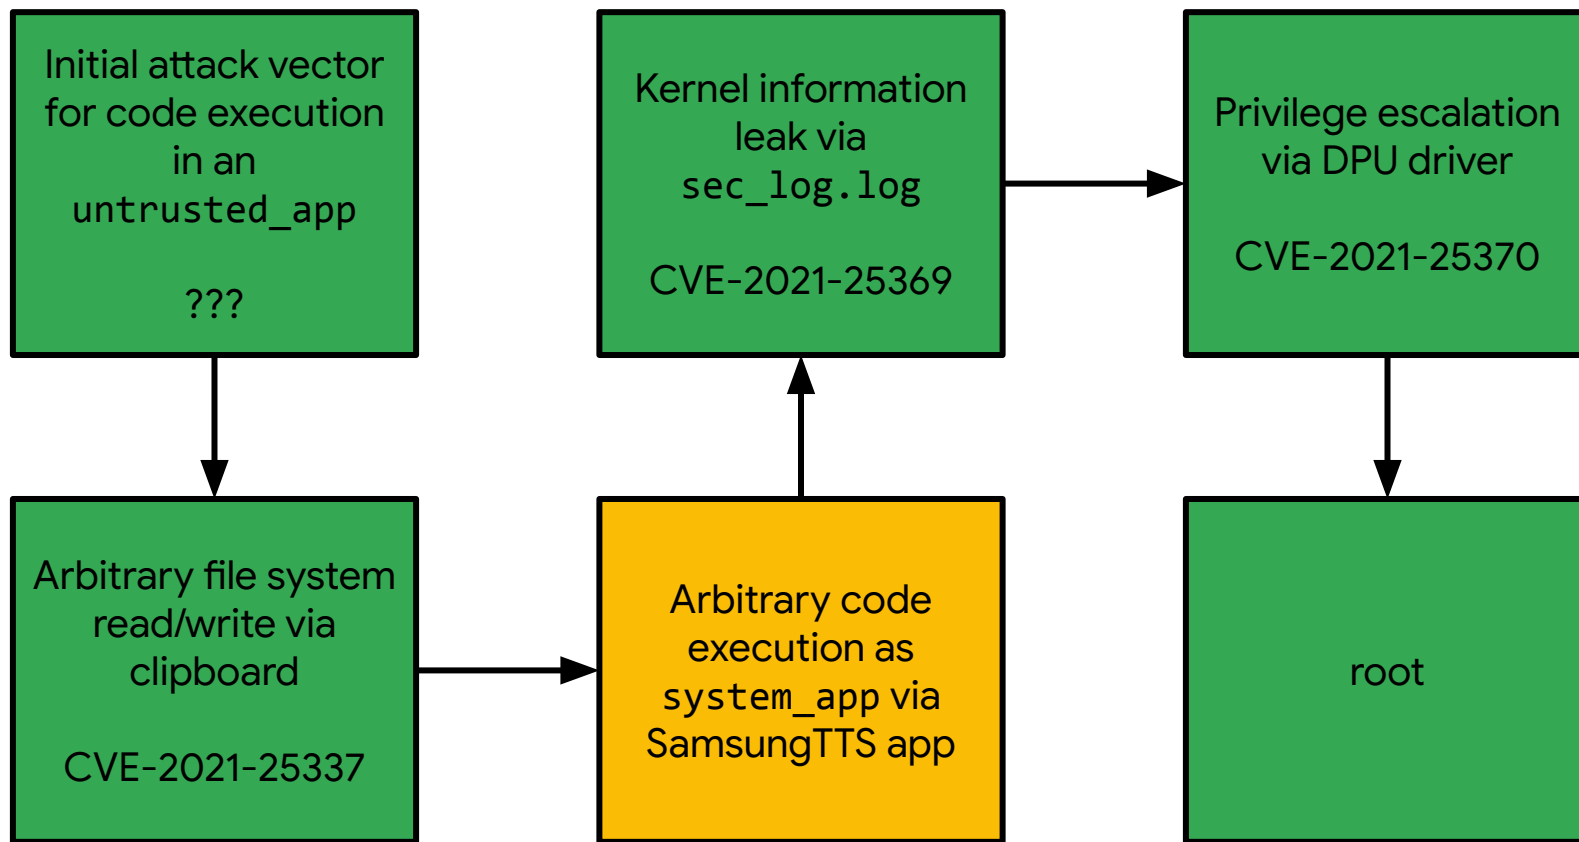 Initial attack vector
for code execution
in an
untrusted_app
???
Arbitrary file system
read/write via
clipboard
CVE-2021-25337
Arbitrary code
execution as
system_app via
SamsungTTS app
Kernel information
leak via
sec_log.log
CVE-2021-25369
Privilege escalation
via DPU driver
CVE-2021-25370
root